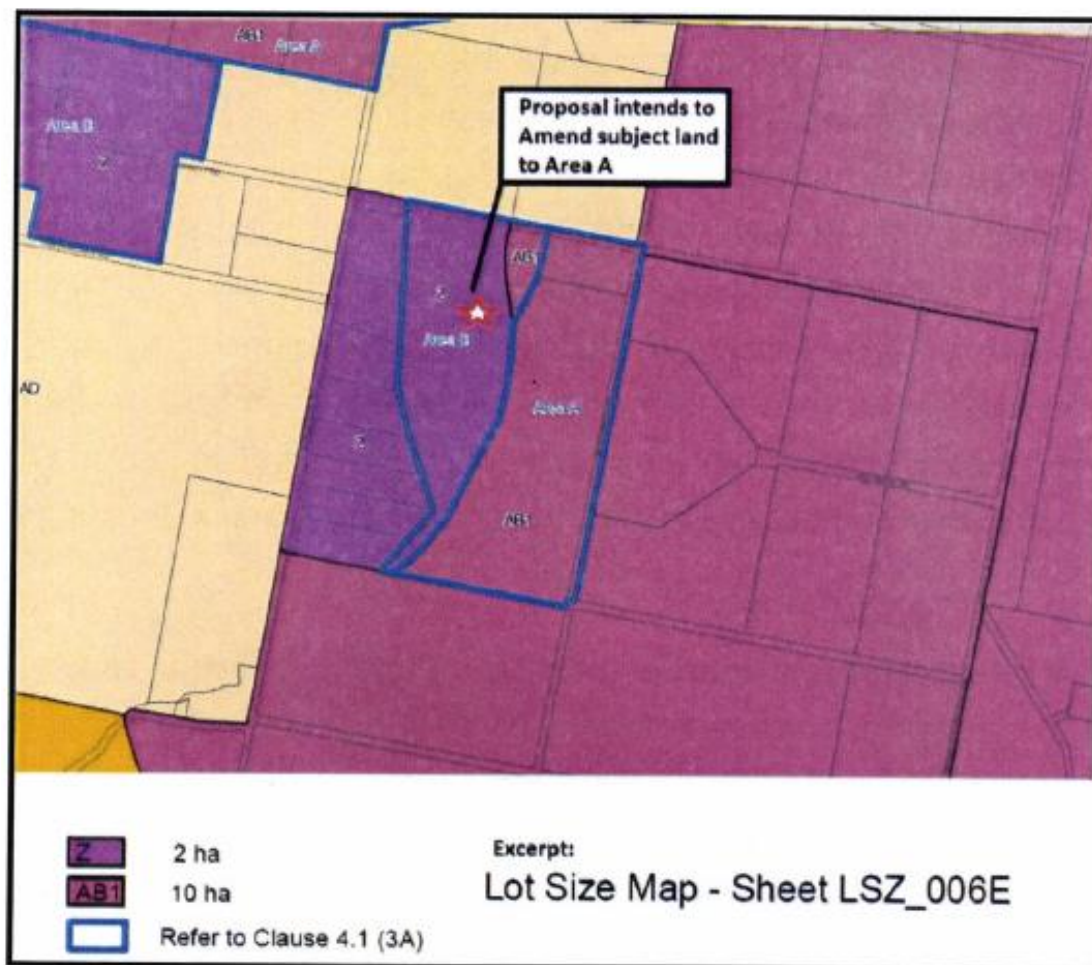 AB1
Area A
Area B
Z
Proposal intends to
Amend subject land
to Area A
AB1
Z
Area B
AD
Area A
Z
AB1
Z 2 ha
AB1 10 ha
Refer to Clause 4.1 (3A)
Excerpt:
Lot Size Map - Sheet LSZ_006E